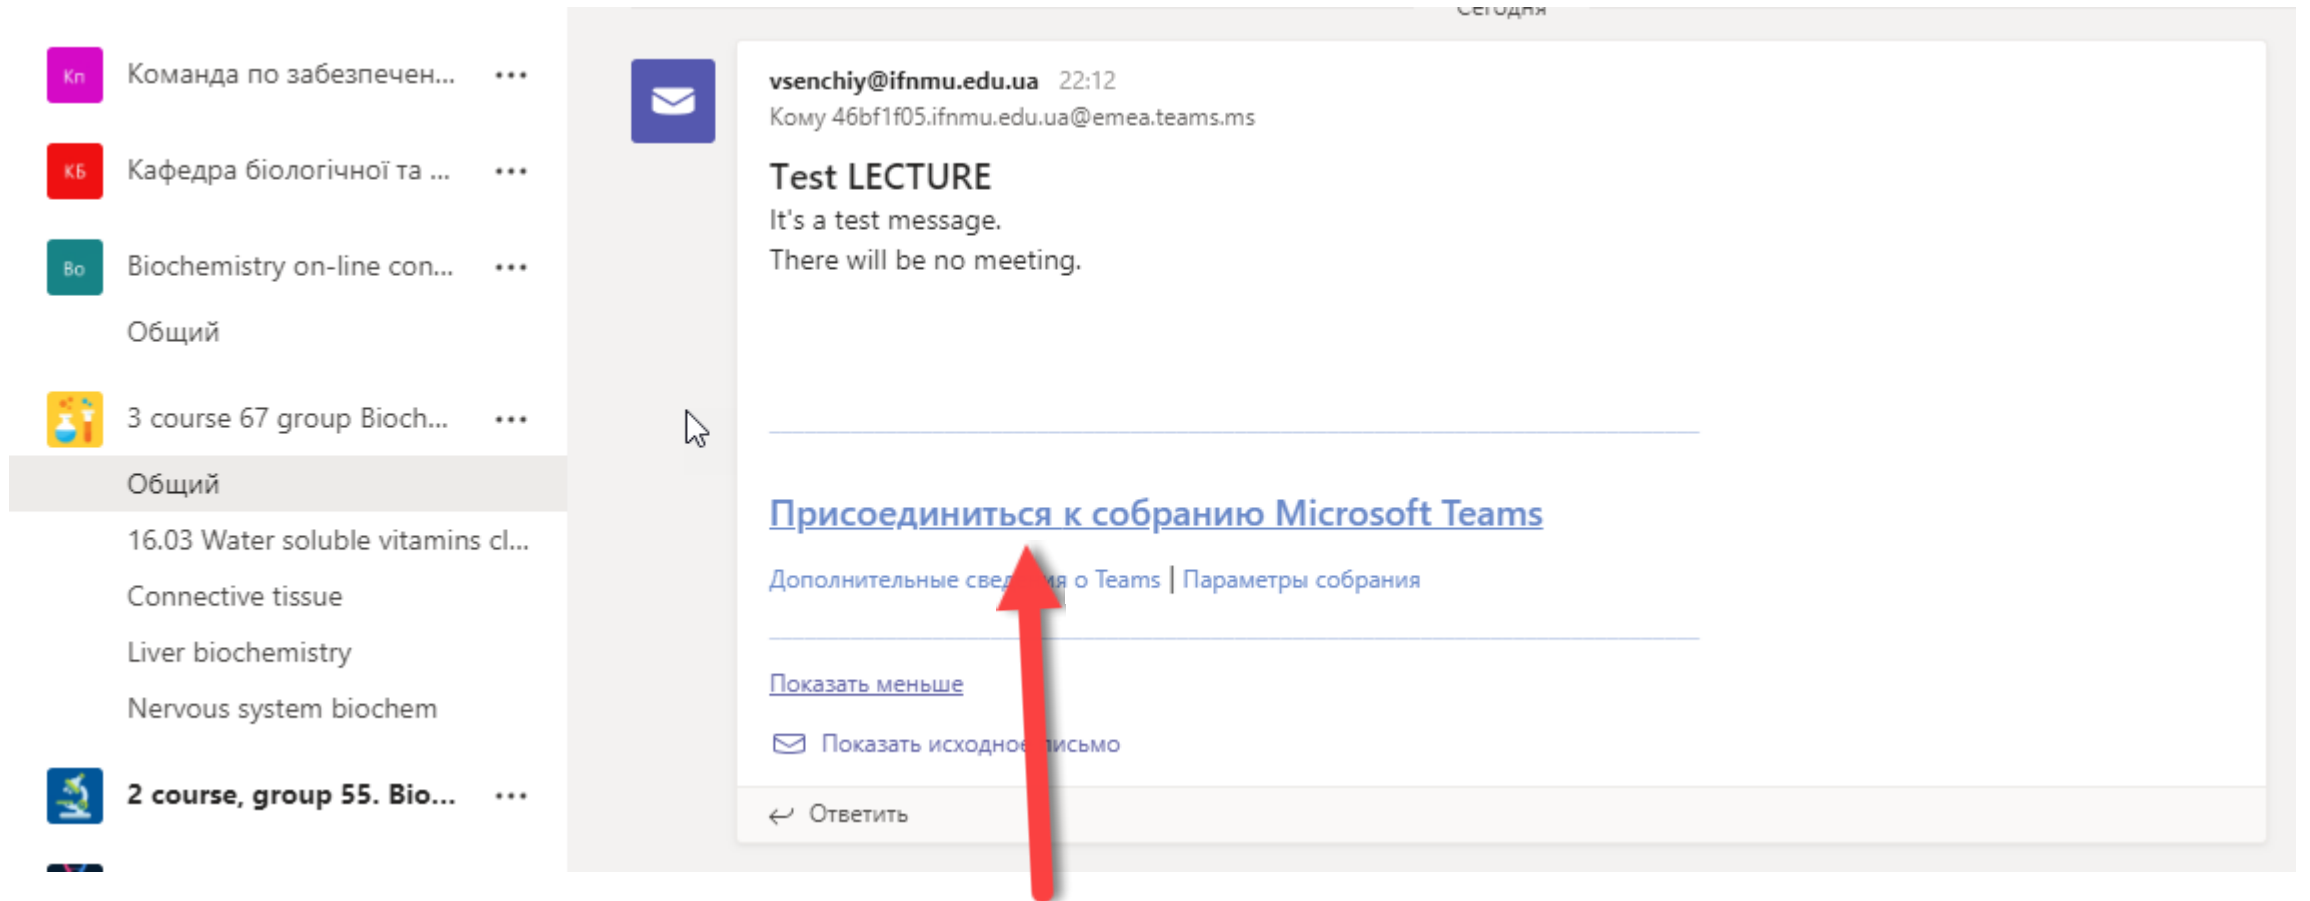 Сегодня
Кп Команда по забезпечен... ...
КБ Кафедра біологічної та ... ...
Bo Biochemistry on-line con... ...
Общий
3 course 67 group Bioch... ...
Общий
16.03 Water soluble vitamins cl...
Connective tissue
Liver biochemistry
Nervous system biochem
2 course, group 55. Bio... ...
vsenchiy@ifnmu.edu.ua 22:12
Кому 46bf1f05.ifnmu.edu.ua@emea.teams.ms
Test LECTURE
It's a test message.
There will be no meeting.
Присоединиться к собранию Microsoft Teams
Дополнительные сведения о Teams | Параметры собрания
Показать меньше
Показать исходное письмо
Ответить